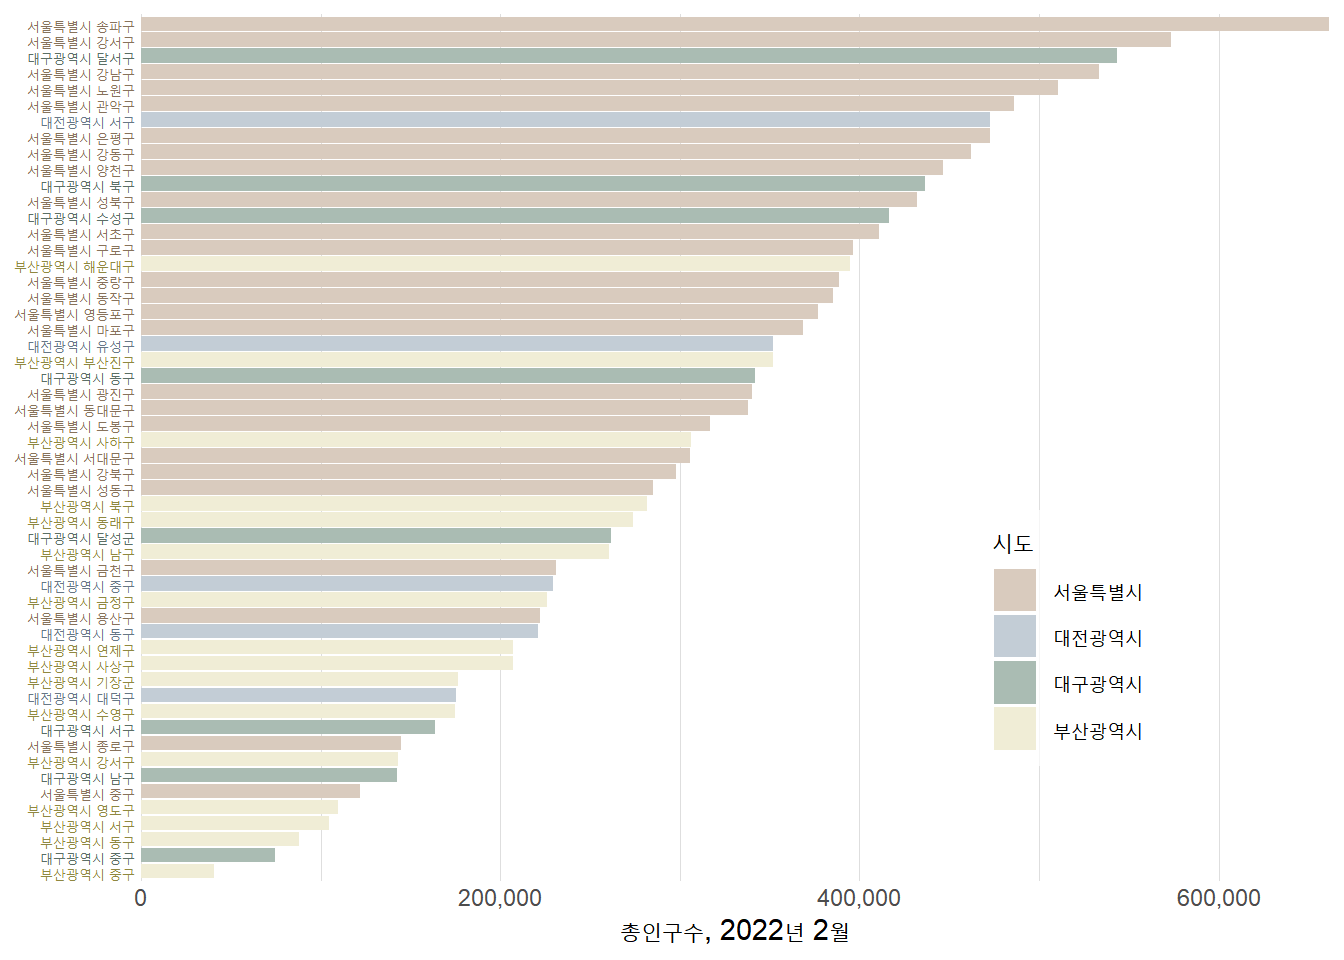 서울특별시 송파구
서울특별시 강서구
대구광역시 달서구
서울특별시 강남구
서울특별시 노원구
서울특별시 관악구
대전광역시 서구
서울특별시 은평구
서울특별시 강동구
서울특별시 양천구
대구광역시 북구
서울특별시 성북구
대구광역시 수성구
서울특별시 서초구
서울특별시 구로구
부산광역시 해운대구
서울특별시 중랑구
서울특별시 동작구
서울특별시 영등포구
서울특별시 마포구
대전광역시 유성구
부산광역시 부산진구
대구광역시 동구
서울특별시 광진구
서울특별시 동대문구
서울특별시 도봉구
부산광역시 사하구
서울특별시 서대문구
서울특별시 강북구
서울특별시 성동구
부산광역시 북구
부산광역시 동래구
대구광역시 달성군
부산광역시 남구
서울특별시 금천구
대전광역시 중구
부산광역시 금정구
서울특별시 용산구
대전광역시 동구
부산광역시 연제구
부산광역시 사상구
부산광역시 기장군
대전광역시 대덕구
부산광역시 수영구
대구광역시 서구
서울특별시 종로구
부산광역시 강서구
대구광역시 남구
서울특별시 중구
부산광역시 영도구
부산광역시 서구
부산광역시 동구
대구광역시 중구
부산광역시 중구
시도
서울특별시
대전광역시
대구광역시
부산광역시
0 200,000 400,000 600,000
총인구수, 2022년 2월